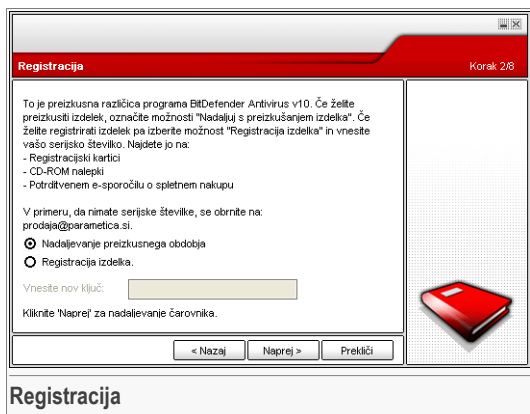 Registracija
Korak 2/8
To je preizkusna različica programa BitDefender Antivirus v10. Če želite
preizkusiti izdelek, označite možnosti "Nadaljuj s preizkušanjem izdelka". Če
želite registrirati izdelek pa izberite možnost "Registracija izdelka" in vnesite
vašo serijsko številko. Najdete jo na:
- Registracijski kartici
- CD-ROM nalepki
- Potrditvenem e-sporočilu o spletnem nakupu
V primeru, da nimate serijske številke, se obrnite na:
prodaja@parametica.si.
Nadaljevanje preizkusnega obdobja
Registracija izdelka.
Vnesite nov ključ:
Kliknite 'Naprej' za nadaljevanje čarovnika.
< Nazaj
Naprej >
Prekliči
Registracija